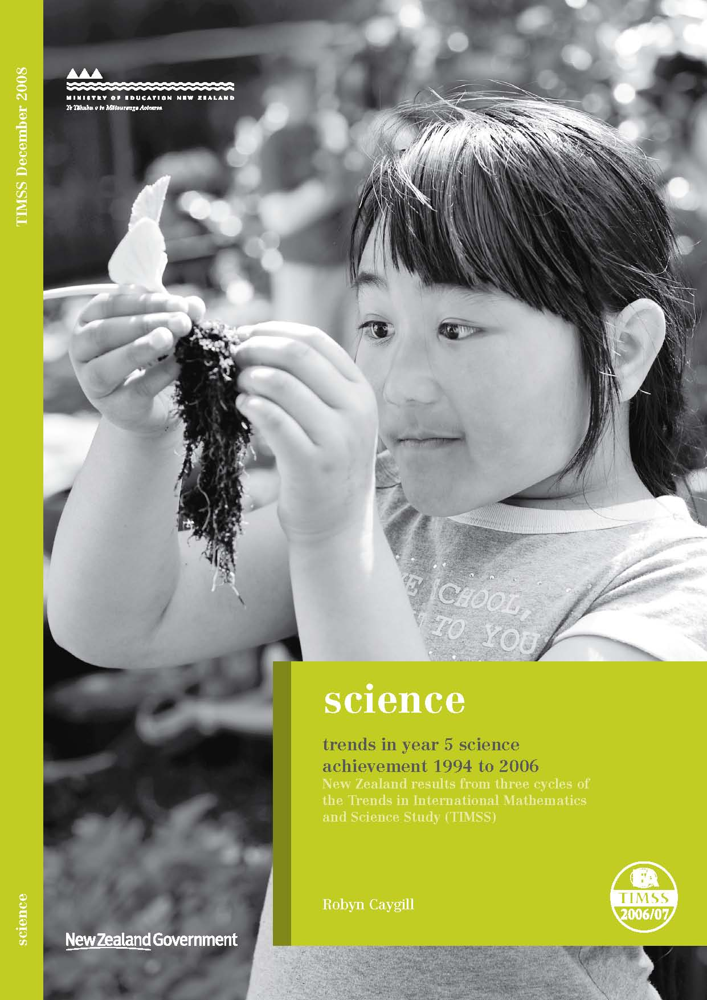 TIMSS December 2008
MINISTRY OF EDUCATION NEW ZEALAND
Te Tāhuhu o te Mātauranga Aotearoa
SCHOOL,
TO YOU
science
trends in year 5 science
achievement 1994 to 2006
New Zealand results from three cycles of
the Trends in International Mathematics
and Science Study (TIMSS)
Robyn Caygill
IEA
TIMSS
2006/07
science
New Zealand Government